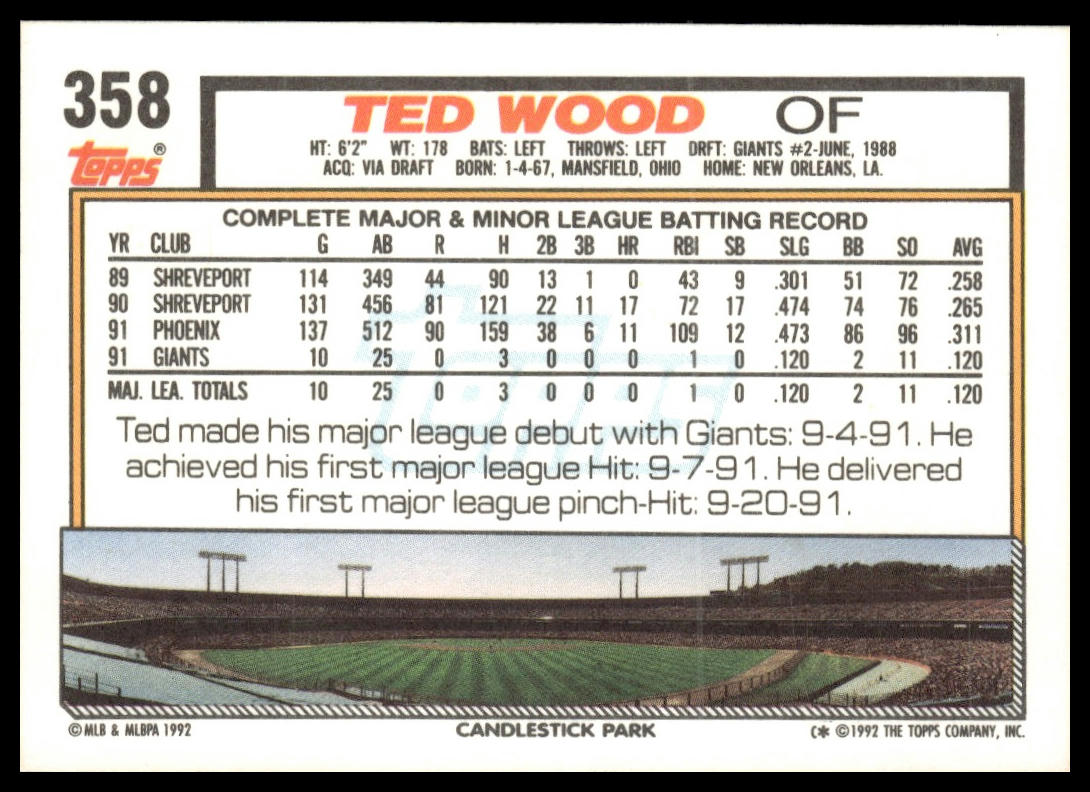 358
TED WOOD OF
Topps®
HT: 6'2" WT: 178 BATS: LEFT THROWS: LEFT DRFT: GIANTS #2-JUNE, 1988
ACQ: VIA DRAFT BORN: 1-4-67, MANSFIELD, OHIO HOME: NEW ORLEANS, LA.
COMPLETE MAJOR & MINOR LEAGUE BATTING RECORD
YR CLUB G AB R H 2B 3B HR RBI SB SLG BB SO AVG
89 SHREVEPORT 114 349 44 90 13 1 0 43 9 .301 51 72 .258
90 SHREVEPORT 131 456 81 121 22 11 17 72 17 .474 74 76 .265
91 PHOENIX 137 512 90 159 38 6 11 109 12 .473 86 96 .311
91 GIANTS 10 25 0 3 0 0 0 1 0 .120 2 11 .120
MAJ. LEA. TOTALS 10 25 0 3 0 0 0 1 0 .120 2 11 .120
Topps
Ted made his major league debut with Giants: 9-4-91. He
achieved his first major league Hit: 9-7-91. He delivered
his first major league pinch-Hit: 9-20-91.
©MLB & MLBPA 1992 CANDLESTICK PARK C* ©1992 THE TOPPS COMPANY, INC.